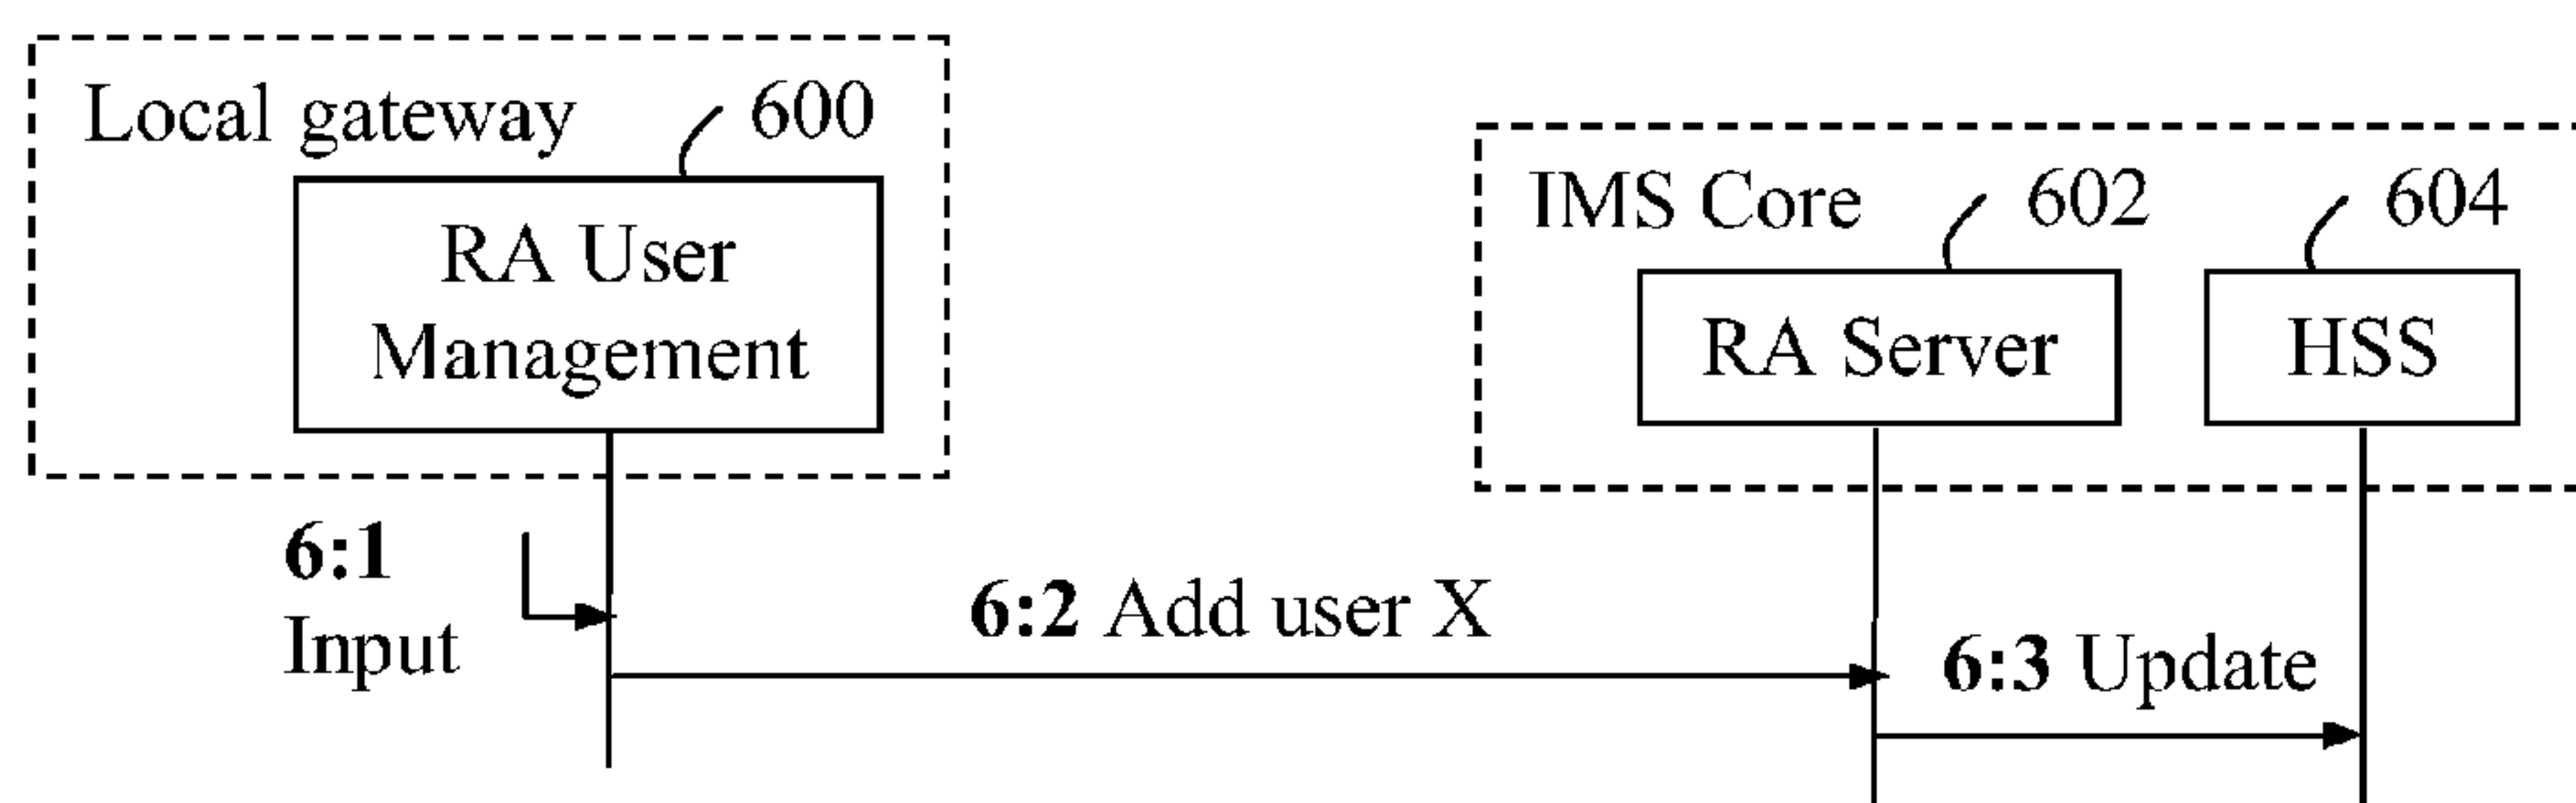 Local gateway
600
RA User
Management
IMS Core
602
604
RA Server
HSS
6:1
Input
6:2 Add user X
6:3 Update